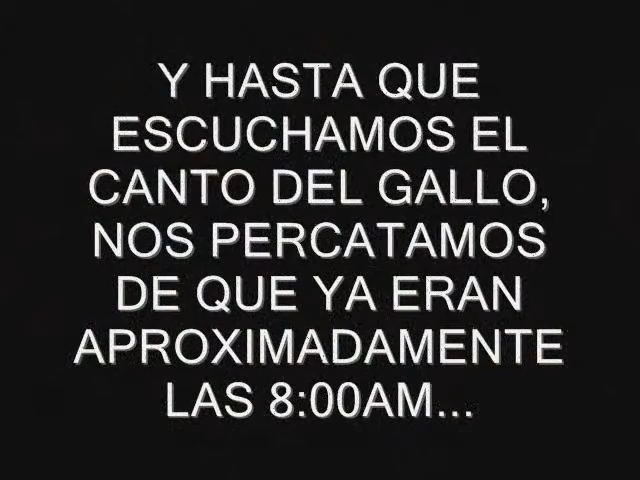 Y HASTA QUE
ESCUCHAMOS EL
CANTO DEL GALLO,
NOS PERCATAMOS
DE QUE YA ERAN
APROXIMADAMENTE
LAS 8:00AM...